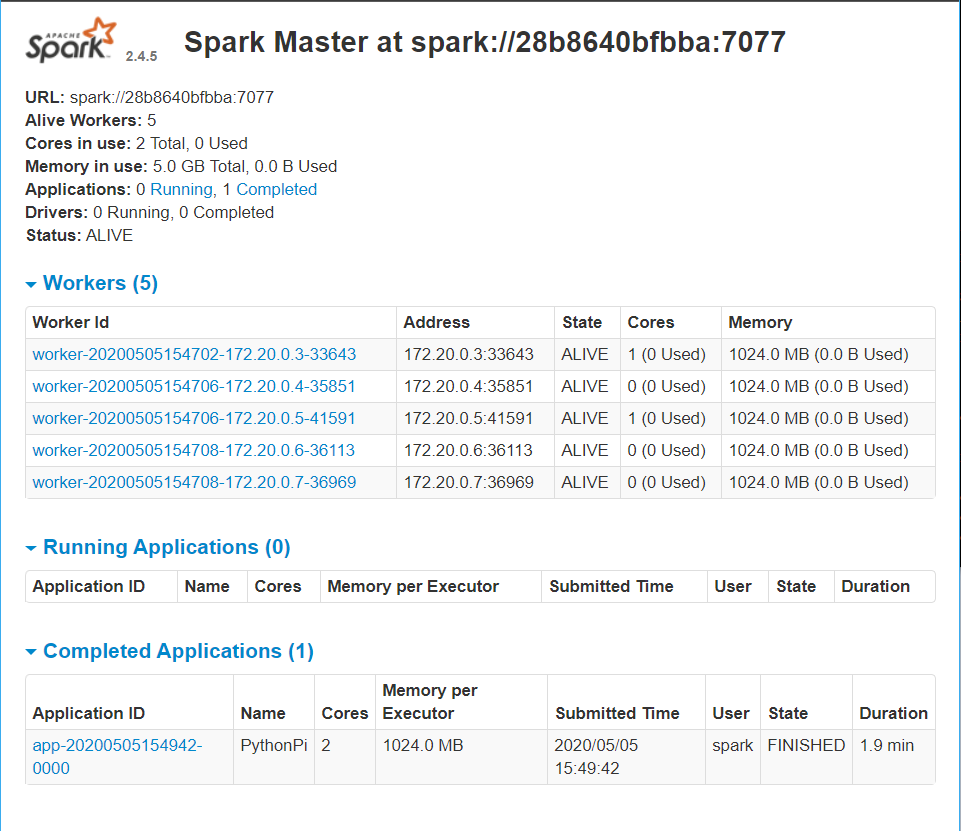 APACHE
Spark 2.4.5 Spark Master at spark://28b8640bfbba:7077
URL: spark://28b8640bfbba:7077
Alive Workers: 5
Cores in use: 2 Total, 0 Used
Memory in use: 5.0 GB Total, 0.0 B Used
Applications: 0 Running, 1 Completed
Drivers: 0 Running, 0 Completed
Status: ALIVE
Workers (5)
Worker Id Address State Cores Memory
worker-20200505154702-172.20.0.3-33643 172.20.0.3:33643 ALIVE 1 (0 Used) 1024.0 MB (0.0 B Used)
worker-20200505154706-172.20.0.4-35851 172.20.0.4:35851 ALIVE 0 (0 Used) 1024.0 MB (0.0 B Used)
worker-20200505154706-172.20.0.5-41591 172.20.0.5:41591 ALIVE 1 (0 Used) 1024.0 MB (0.0 B Used)
worker-20200505154708-172.20.0.6-36113 172.20.0.6:36113 ALIVE 0 (0 Used) 1024.0 MB (0.0 B Used)
worker-20200505154708-172.20.0.7-36969 172.20.0.7:36969 ALIVE 0 (0 Used) 1024.0 MB (0.0 B Used)
Running Applications (0)
Application ID Name Cores Memory per Executor Submitted Time User State Duration
Completed Applications (1)
Memory per
Application ID Name Cores Executor Submitted Time User State Duration
app-20200505154942- PythonPi 2 1024.0 MB 2020/05/05 spark FINISHED 1.9 min
0000 15:49:42